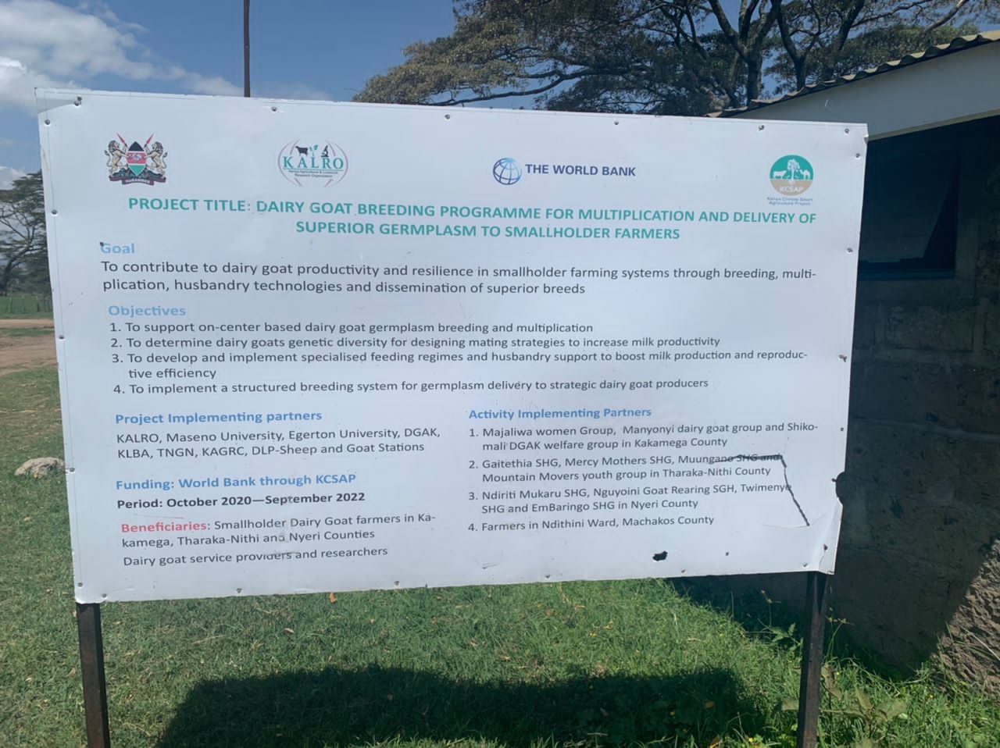 HARAMBEE
KALRO
Kenya Agricultural & Livestock
Research Organization
THE WORLD BANK
KCSAP
Kenya Climate Smart
Agriculture Project
PROJECT TITLE: DAIRY GOAT BREEDING PROGRAMME FOR MULTIPLICATION AND DELIVERY OF
SUPERIOR GERMPLASM TO SMALLHOLDER FARMERS
Goal
To contribute to dairy goat productivity and resilience in smallholder farming systems through breeding, multi-
plication, husbandry technologies and dissemination of superior breeds
Objectives
1. To support on-center based dairy goat germplasm breeding and multiplication
2. To determine dairy goats genetic diversity for designing mating strategies to increase milk productivity
3. To develop and implement specialised feeding regimes and husbandry support to boost milk production and reproduc-
tive efficiency
4. To implement a structured breeding system for germplasm delivery to strategic dairy goat producers
Project Implementing partners
KALRO, Maseno University, Egerton University, DGAK,
KLBA, TNGN, KAGRC, DLP-Sheep and Goat Stations
Funding: World Bank through KCSAP
Period: October 2020—September 2022
Beneficiaries: Smallholder Dairy Goat farmers in Ka-
kamega, Tharaka-Nithi and Nyeri Counties
Dairy goat service providers and researchers
Activity Implementing Partners
1. Majaliwa women Group, Manyonyi dairy goat group and Shiko-
mali DGAK welfare group in Kakamega County
2. Gaitethia SHG, Mercy Mothers SHG, Muungano SHG and
Mountain Movers youth group in Tharaka-Nithi County
3. Ndiriti Mukaru SHG, Nguyoini Goat Rearing SGH, Twimenye
SHG and EmBaringo SHG in Nyeri County
4. Farmers in Ndithini Ward, Machakos County